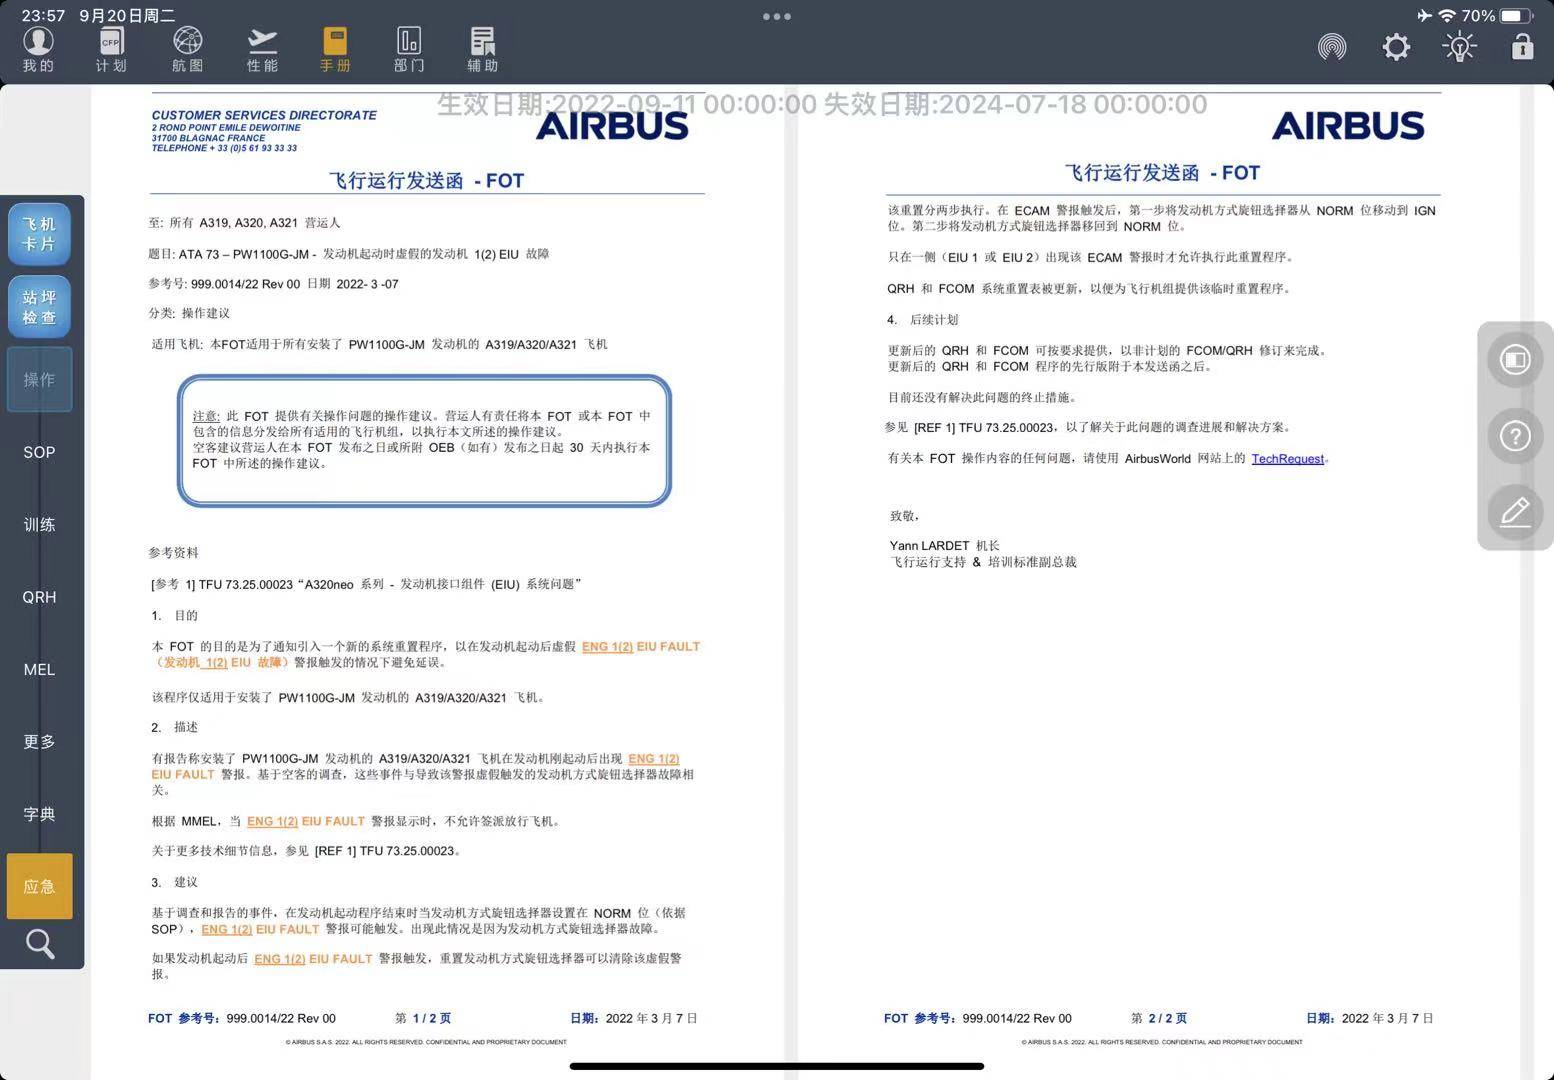 23:57 9月20日周二
70%
我的
计划
航图
性能
手册
部门
辅助
CFP
生效日期:2022-09-11 00:00:00 失效日期:2024-07-18 00:00:00
飞机
卡片
站坪
检查
操作
SOP
训练
QRH
MEL
更多
字典
应急
CUSTOMER SERVICES DIRECTORATE
2 ROND POINT EMILE DEWOITINE
31700 BLAGNAC FRANCE
TELEPHONE + 33 (0)5 61 93 33 33
AIRBUS
飞行运行发送函 - FOT
至: 所有 A319, A320, A321 营运人
题目: ATA 73 – PW1100G-JM - 发动机起动时虚假的发动机 1(2) EIU 故障
参考号: 999.0014/22 Rev 00 日期 2022- 3 -07
分类: 操作建议
适用飞机: 本FOT适用于所有安装了 PW1100G-JM 发动机的 A319/A320/A321 飞机
注意: 此 FOT 提供有关操作问题的操作建议。营运人有责任将本 FOT 或本 FOT 中
包含的信息分发给所有适用的飞行机组，以执行本文所述的操作建议。
空客建议营运人在本 FOT 发布之日或所附 OEB（如有）发布之日起 30 天内执行本
FOT 中所述的操作建议。
参考资料
[参考 1] TFU 73.25.00023 “A320neo 系列 - 发动机接口组件 (EIU) 系统问题”
1. 目的
本 FOT 的目的是为了通知引入一个新的系统重置程序，以在发动机起动后虚假 ENG 1(2) EIU FAULT
（发动机 1(2) EIU 故障）警报触发的情况下避免延误。
该程序仅适用于安装了 PW1100G-JM 发动机的 A319/A320/A321 飞机。
2. 描述
有报告称安装了 PW1100G-JM 发动机的 A319/A320/A321 飞机在发动机刚起动后出现 ENG 1(2)
EIU FAULT 警报。基于空客的调查，这些事件与导致该警报虚假触发的发动机方式旋钮选择器故障相
关。
根据 MMEL，当 ENG 1(2) EIU FAULT 警报显示时，不允许签派放行飞机。
关于更多技术细节信息，参见 [REF 1] TFU 73.25.00023。
3. 建议
基于调查和报告的事件，在发动机起动程序结束时当发动机方式旋钮选择器设置在 NORM 位（依据
SOP），ENG 1(2) EIU FAULT 警报可能触发。出现此情况是因为发动机方式旋钮选择器故障。
如果发动机起动后 ENG 1(2) EIU FAULT 警报触发，重置发动机方式旋钮选择器可以清除该虚假警
报。
FOT 参考号：999.0014/22 Rev 00 第 1 / 2 页 日期：2022 年 3 月 7 日
© AIRBUS S.A.S. 2022. ALL RIGHTS RESERVED. CONFIDENTIAL AND PROPRIETARY DOCUMENT
AIRBUS
飞行运行发送函 - FOT
该重置分两步执行。在 ECAM 警报触发后，第一步将发动机方式旋钮选择器从 NORM 位移动到 IGN
位。第二步将发动机方式旋钮选择器移回到 NORM 位。
只在一侧（EIU 1 或 EIU 2）出现该 ECAM 警报时才允许执行此重置程序。
QRH 和 FCOM 系统重置表被更新，以便为飞行机组提供该临时重置程序。
4. 后续计划
更新后的 QRH 和 FCOM 可按要求提供，以非计划的 FCOM/QRH 修订来完成。
更新后的 QRH 和 FCOM 程序的先行版附于本发送函之后。
目前还没有解决此问题的终止措施。
参见 [REF 1] TFU 73.25.00023，以了解关于此问题的调查进展和解决方案。
有关本 FOT 操作内容的任何问题，请使用 AirbusWorld 网站上的 TechRequest。
致敬，
Yann LARDET 机长
飞行运行支持 & 培训标准副总裁
FOT 参考号：999.0014/22 Rev 00 第 2 / 2 页 日期：2022 年 3 月 7 日
© AIRBUS S.A.S. 2022. ALL RIGHTS RESERVED. CONFIDENTIAL AND PROPRIETARY DOCUMENT